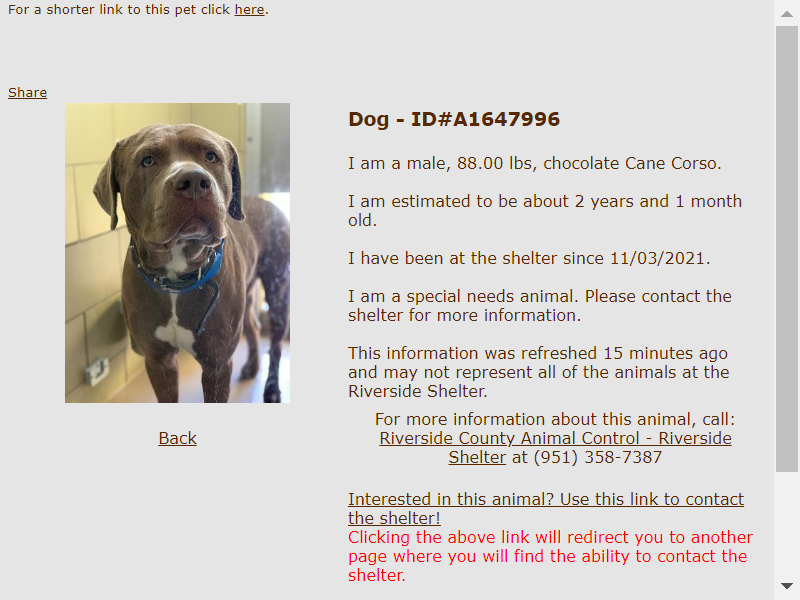 For a shorter link to this pet click here.
Share
Dog - ID#A1647996
I am a male, 88.00 lbs, chocolate Cane Corso.
I am estimated to be about 2 years and 1 month
old.
I have been at the shelter since 11/03/2021.
I am a special needs animal. Please contact the
shelter for more information.
This information was refreshed 15 minutes ago
and may not represent all of the animals at the
Riverside Shelter.
For more information about this animal, call:
Riverside County Animal Control - Riverside
Shelter at (951) 358-7387
Back
Interested in this animal? Use this link to contact
the shelter!
Clicking the above link will redirect you to another
page where you will find the ability to contact the
shelter.